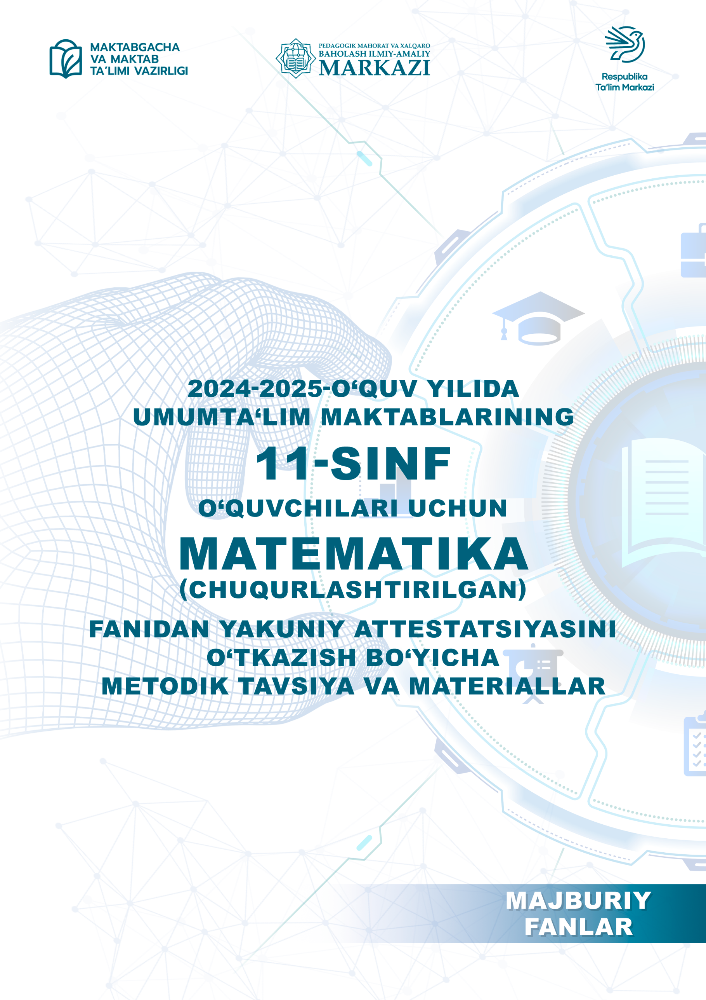 MAKTABGACHA
VA MAKTAB
TA’LIMI VAZIRLIGI
PEDAGOGIK MAHORAT VA XALQARO
BAHOLASH ILMIY-AMALIY
MARKAZI
Respublika
Ta’lim Markazi
2024-2025-O‘QUV YILIDA
UMUMTA‘LIM MAKTABLARINING
11-SINF
O‘QUVCHILARI UCHUN
MATEMATIKA
(CHUQURLASHTIRILGAN)
FANIDAN YAKUNIY ATTESTATSIYASINI
O‘TKAZISH BO‘YICHA
METODIK TAVSIYA VA MATERIALLAR
MAJBURIY
FANLAR